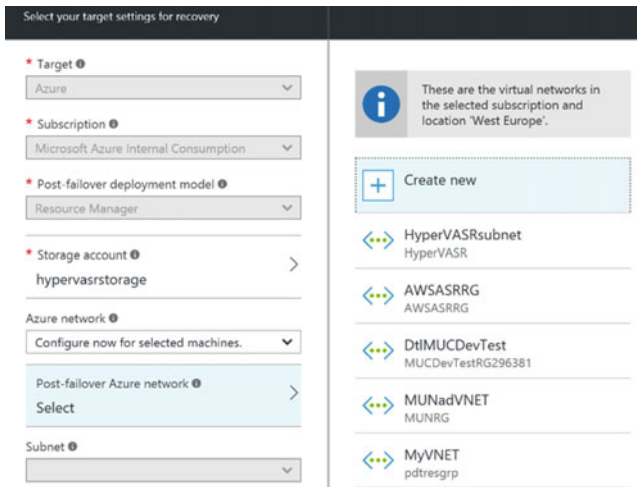 Select your target settings for recovery
* Target
Azure
* Subscription
Microsoft Azure Internal Consumption
* Post-failover deployment model
Resource Manager
* Storage account
hypervasrstorage
Azure network
Configure now for selected machines.
Post-failover Azure network
Select
Subnet
These are the virtual networks in
the selected subscription and
location 'West Europe'.
Create new
HyperVASRsubnet
HyperVASR
AWSASRRG
AWSASRRG
DtlMUCDevTest
MUCDevTestRG296381
MUNadVNET
MUNRG
MyVNET
pdtresgrp